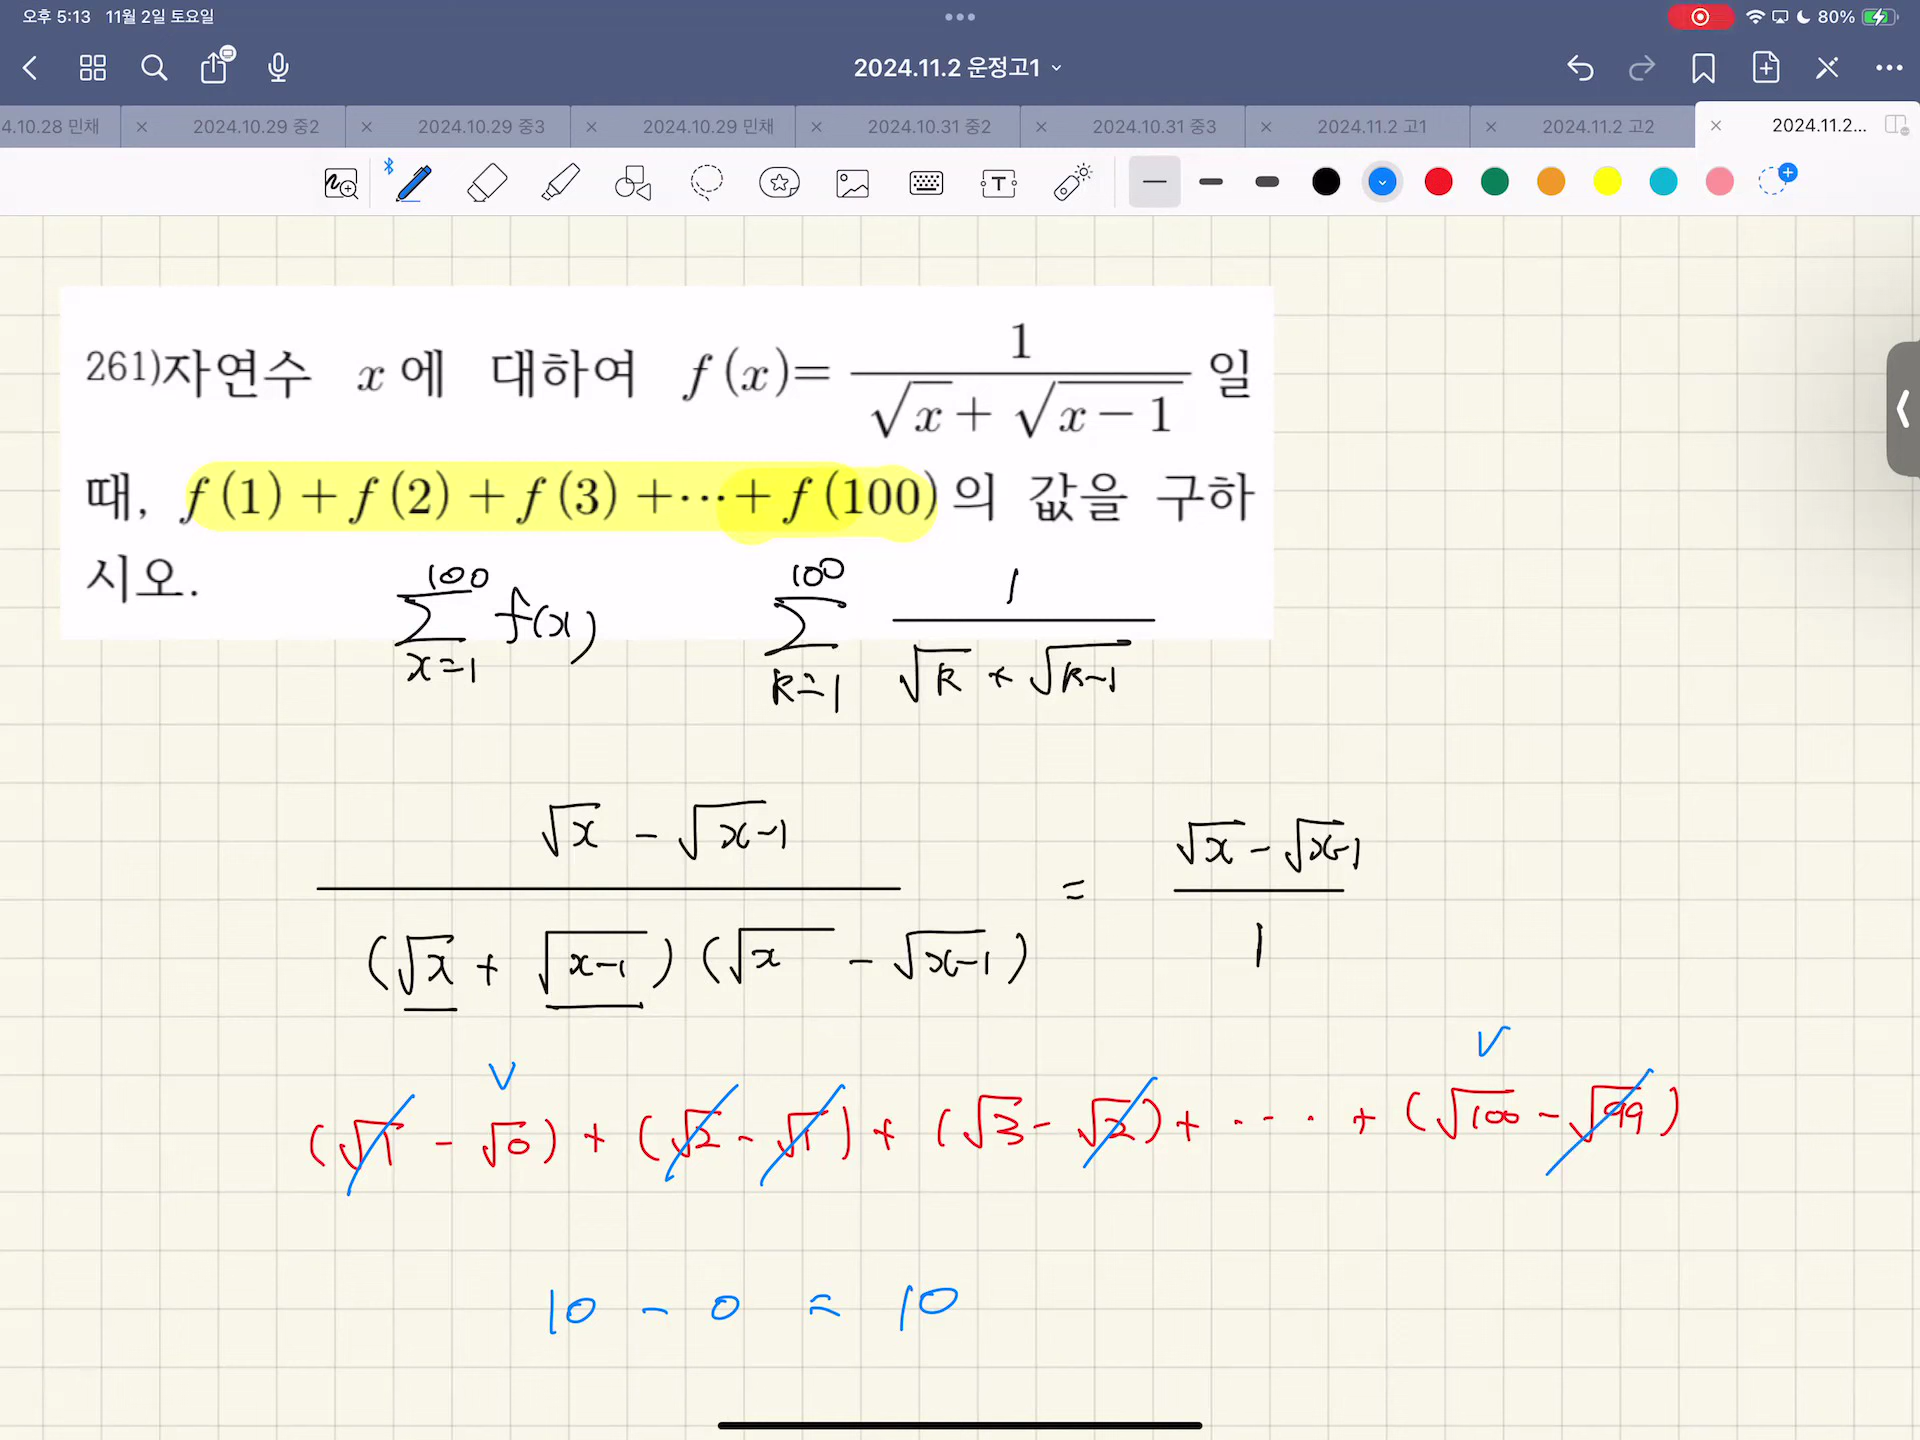 오후 5:13 11월 2일 토요일
80%
2024.11.2 운정고1
4.10.28 민채
2024.10.29 중2
2024.10.29 중3
2024.10.29 민채
2024.10.31 중2
2024.10.31 중3
2024.11.2 고1
2024.11.2 고2
2024.11.2...
261)자연수 x에 대하여 f(x)= 1/(√x + √(x-1)) 일
때, f(1)+f(2)+f(3)+⋯+f(100)의 값을 구하
시오.
∑_{x=1}^{100} f(x) ∑_{k=1}^{100} 1/(√k + √(k-1))
(√x - √(x-1))/((√x + √(x-1))(√x - √(x-1))) = (√x - √(x-1))/1
(√1 - √0) + (√2 - √1) + (√3 - √2) + ⋯ + (√100 - √99)
10 - 0 = 10